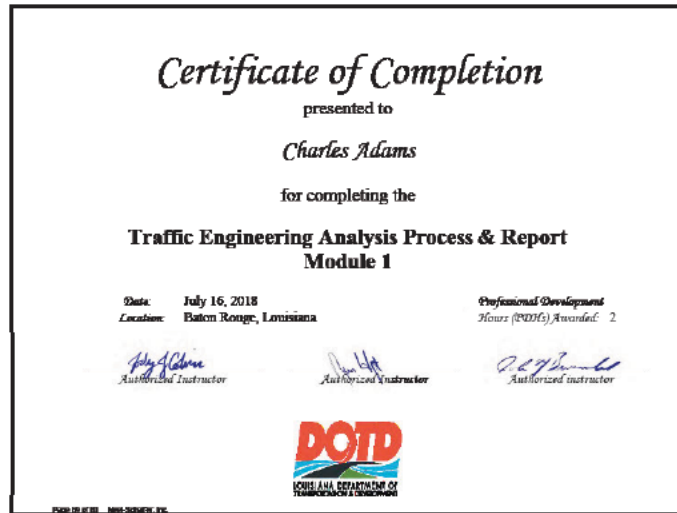 Certificate of Completion
presented to
Charles Adams
for completing the
Traffic Engineering Analysis Process & Report
Module 1
Date: July 16, 2018
Location: Baton Rouge, Louisiana
Professional Development
Hours (PDHs) Awarded: 2
Authorized Instructor
Authorized Instructor
Authorized instructor
DOTD
LOUISIANA DEPARTMENT OF
TRANSPORTATION & DEVELOPMENT